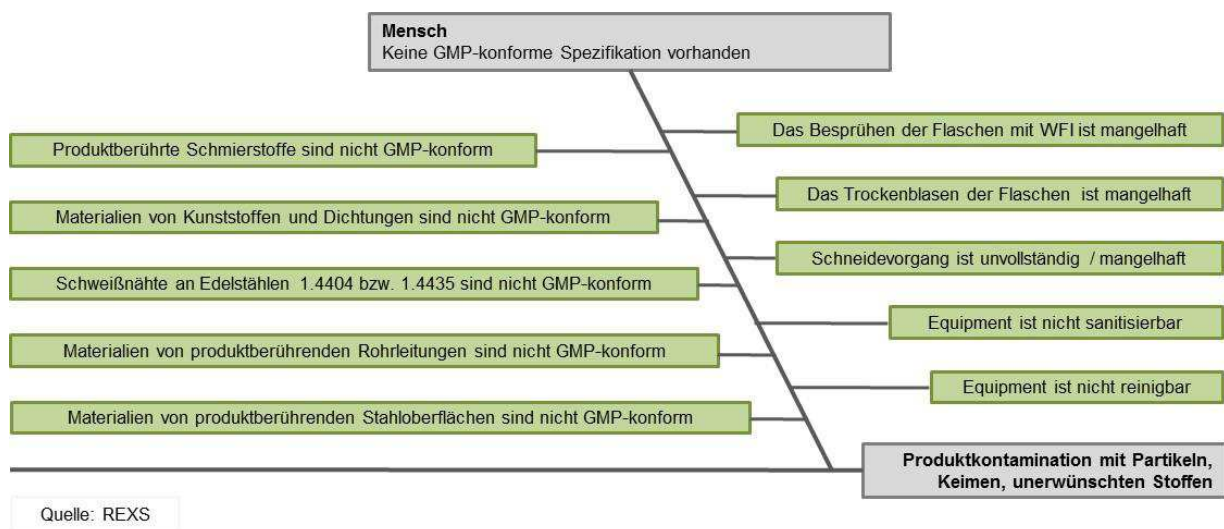 Mensch
Keine GMP-konforme Spezifikation vorhanden
Produktberührte Schmierstoffe sind nicht GMP-konform
Materialien von Kunststoffen und Dichtungen sind nicht GMP-konform
Schweißnähte an Edelstählen 1.4404 bzw. 1.4435 sind nicht GMP-konform
Materialien von produktberührenden Rohrleitungen sind nicht GMP-konform
Materialien von produktberührenden Stahloberflächen sind nicht GMP-konform
Das Besprühen der Flaschen mit WFI ist mangelhaft
Das Trockenblasen der Flaschen ist mangelhaft
Schneidevorgang ist unvollständig / mangelhaft
Equipment ist nicht sanitisierbar
Equipment ist nicht reinigbar
Produktkontamination mit Partikeln,
Keimen, unerwünschten Stoffen
Quelle: REXS